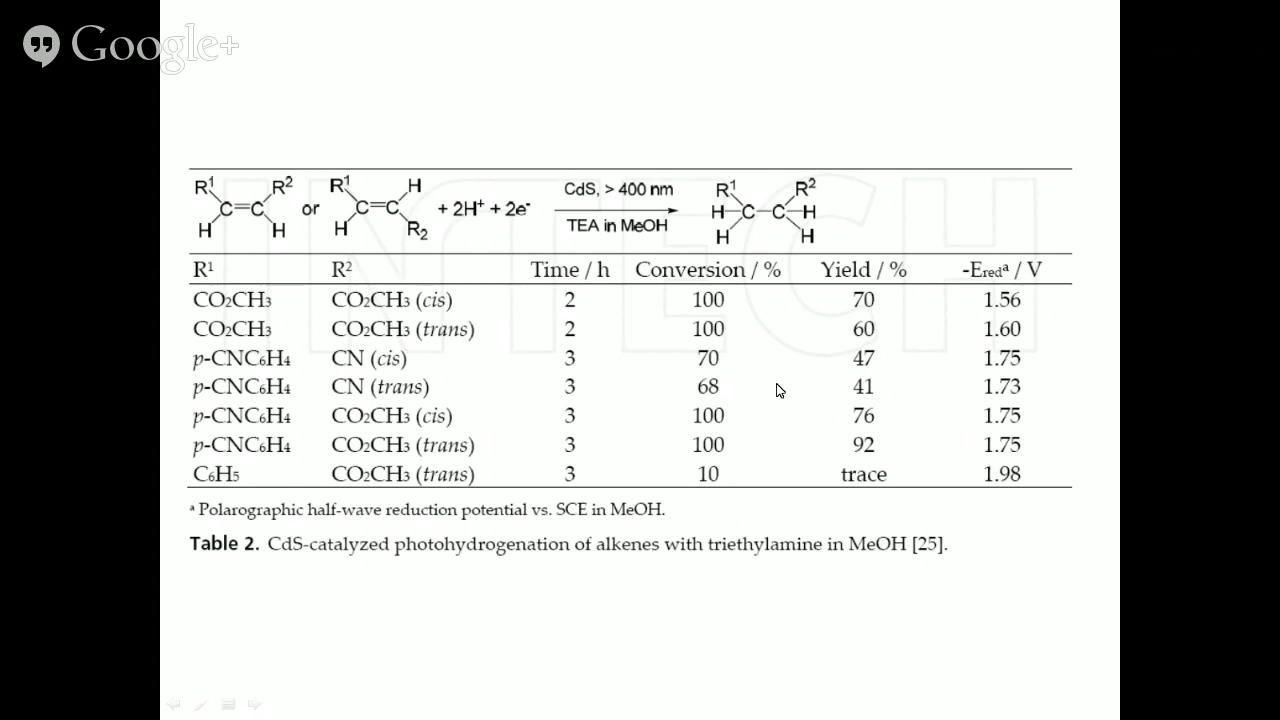 Google+
R¹ R² R¹ H CdS, > 400 nm R¹ R²
C=C or C=C + 2H⁺ + 2e⁻ H–C–C–H
H H H R₂ TEA in MeOH H H
R¹ R² Time / h Conversion / % Yield / % -Eredᵃ / V
CO₂CH₃ CO₂CH₃ (cis) 2 100 70 1.56
CO₂CH₃ CO₂CH₃ (trans) 2 100 60 1.60
p-CNC₆H₄ CN (cis) 3 70 47 1.75
p-CNC₆H₄ CN (trans) 3 68 41 1.73
p-CNC₆H₄ CO₂CH₃ (cis) 3 100 76 1.75
p-CNC₆H₄ CO₂CH₃ (trans) 3 100 92 1.75
C₆H₅ CO₂CH₃ (trans) 3 10 trace 1.98
ᵃ Polarographic half-wave reduction potential vs. SCE in MeOH.
Table 2. CdS-catalyzed photohydrogenation of alkenes with triethylamine in MeOH [25].
INTECH